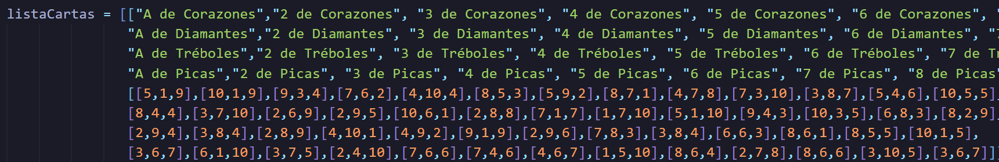 listaCartas = [["A de Corazones","2 de Corazones", "3 de Corazones", "4 de Corazones", "5 de Corazones", "6 de Corazones", "
"A de Diamantes","2 de Diamantes", "3 de Diamantes", "4 de Diamantes", "5 de Diamantes", "6 de Diamantes", "7
"A de Tréboles","2 de Tréboles", "3 de Tréboles", "4 de Tréboles", "5 de Tréboles", "6 de Tréboles", "7 de Tr
"A de Picas","2 de Picas", "3 de Picas", "4 de Picas", "5 de Picas", "6 de Picas", "7 de Picas", "8 de Picas"
[[5,1,9],[10,1,9],[9,3,4],[7,6,2],[4,10,4],[8,5,3],[5,9,2],[8,7,1],[4,7,8],[7,3,10],[3,8,7],[5,4,6],[10,5,5],
[8,4,4],[3,7,10],[2,6,9],[2,9,5],[10,6,1],[2,8,8],[7,1,7],[1,7,10],[5,1,10],[9,4,3],[10,3,5],[6,8,3],[8,2,9],
[2,9,4],[3,8,4],[2,8,9],[4,10,1],[4,9,2],[9,1,9],[2,9,6],[7,8,3],[3,8,4],[6,6,3],[8,6,1],[8,5,5],[10,1,5],
[3,6,7],[6,1,10],[3,7,5],[2,4,10],[7,6,6],[7,4,6],[4,6,7],[1,5,10],[8,6,4],[2,7,8],[8,6,6],[3,10,5],[3,6,7]]]